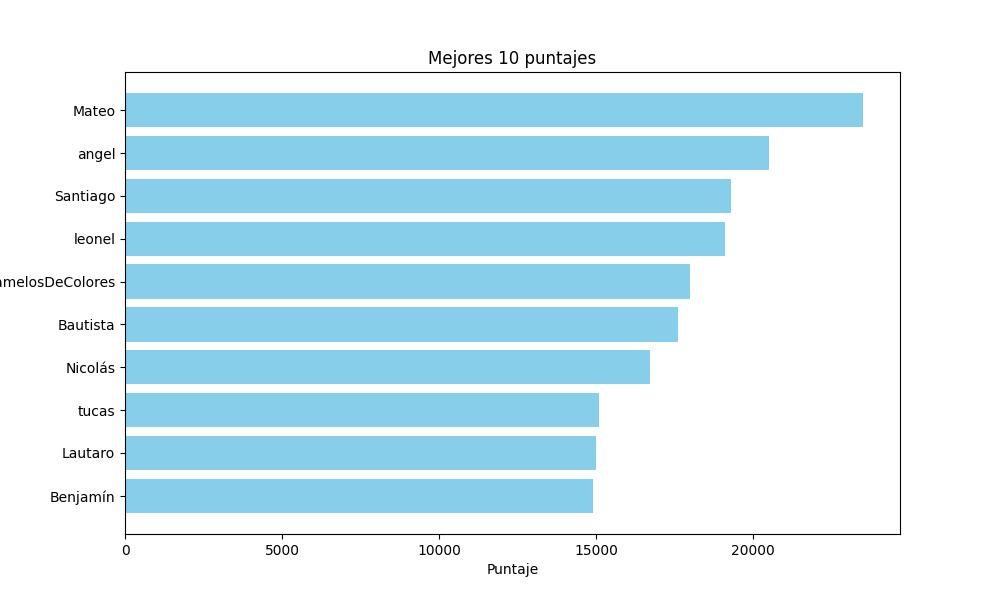 Mejores 10 puntajes
Mateo
angel
Santiago
leonel
amelosDeColores
Bautista
Nicolás
tucas
Lautaro
Benjamín
0 5000 10000 15000 20000
Puntaje